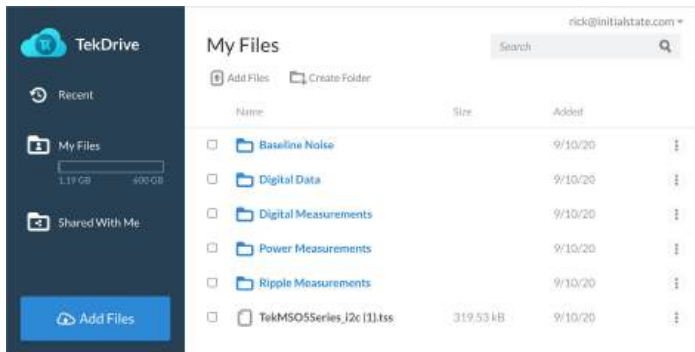 rick@initialstate.com
TekDrive
My Files
Search
Add Files
Create Folder
Recent
Name Size Added
My Files
Baseline Noise 9/10/20
1.19 GB 600 GB
Digital Data 9/10/20
Shared With Me
Digital Measurements 9/10/20
Power Measurements 9/10/20
Ripple Measurements 9/10/20
Add Files
TekMSO5Series_i2c (1).tss 319.53 kB 9/10/20